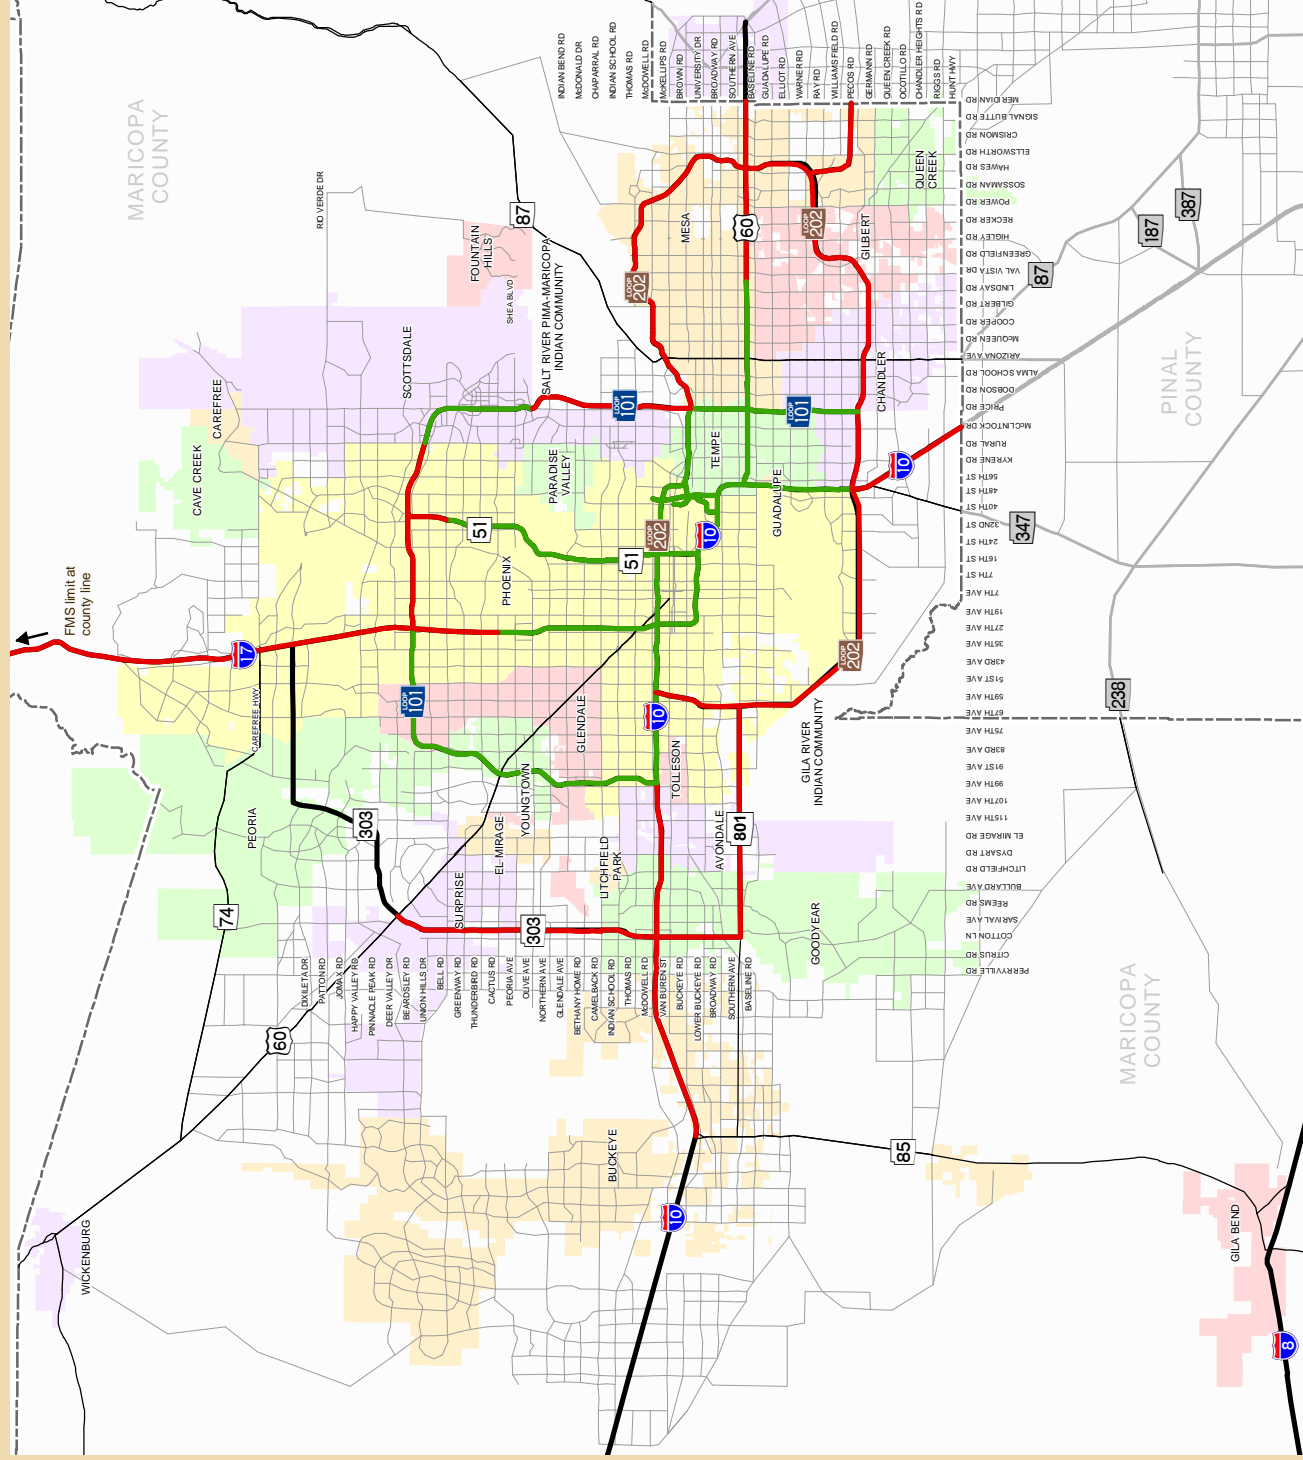 MARICOPA
COUNTY
INDIAN BEND RD
McDONALD DR
CHAPARRAL RD
INDIAN SCHOOL RD
THOMAS RD
McDOWELL RD
McKELLIPS RD
BROWN RD
UNIVERSITY DR
BROADWAY RD
SOUTHERN AVE
BASELINE RD
GUADALUPE RD
ELLIOT RD
WARNER RD
RAY RD
WILLIAMS FIELD RD
PECOS RD
GERMANN RD
QUEEN CREEK RD
OCOTILLO RD
CHANDLER HEIGHTS RD
RIGGS RD
HUNT HWY
MERIDIAN RD
SIGNAL BUTTE RD
CRISMON RD
ELLSWORTH RD
HAWES RD
SOSSAMAN RD
POWER RD
RECKER RD
HIGLEY RD
GREENFIELD RD
VAL VISTA DR
LINDSAY RD
GILBERT RD
COOPER RD
McQUEEN RD
ARIZONA AVE
ALMA SCHOOL RD
DOBSON RD
PRICE RD
McCLINTOCK DR
RURAL RD
KYRENE RD
56TH ST
48TH ST
40TH ST
32ND ST
24TH ST
16TH ST
7TH ST
7TH AVE
19TH AVE
27TH AVE
35TH AVE
43RD AVE
51ST AVE
59TH AVE
67TH AVE
75TH AVE
83RD AVE
91ST AVE
99TH AVE
107TH AVE
115TH AVE
EL MIRAGE RD
DYSART RD
LITCHFIELD RD
BULLARD AVE
REEMS RD
SARIVAL AVE
COTTON LN
CITRUS RD
PERRYVILLE RD
RIO VERDE DR
87
FOUNTAIN
HILLS
SHEA BLVD
SALT RIVER PIMA-MARICOPA
INDIAN COMMUNITY
MESA
60
LOOP
202
LOOP
202
GILBERT
QUEEN
CREEK
187
387
87
PINAL
COUNTY
SCOTTSDALE
CAREFREE
CAVE CREEK
LOOP
101
LOOP
101
CHANDLER
TEMPE
PARADISE
VALLEY
GUADALUPE
10
347
51
51
LOOP
202
10
PHOENIX
FMS limit at
county line
17
CAREFREE HWY
LOOP
101
GLENDALE
10
LOOP
202
238
TOLLESON
GILA RIVER
INDIAN COMMUNITY
PEORIA
303
YOUNGTOWN
EL MIRAGE
LITCHFIELD
PARK
AVONDALE
801
74
SURPRISE
303
GOODYEAR
60
DIXILETA DR
PATTON RD
JOMAX RD
HAPPY VALLEY RD
PINNACLE PEAK RD
DEER VALLEY DR
BEARDSLEY RD
UNION HILLS DR
BELL RD
GREENWAY RD
THUNDERBIRD RD
CACTUS RD
PEORIA AVE
OLIVE AVE
NORTHERN AVE
GLENDALE AVE
BETHANY HOME RD
CAMELBACK RD
INDIAN SCHOOL RD
THOMAS RD
McDOWELL RD
VAN BUREN ST
BUCKEYE RD
LOWER BUCKEYE RD
BROADWAY RD
SOUTHERN AVE
BASELINE RD
MARICOPA
COUNTY
BUCKEYE
85
10
WICKENBURG
GILA BEND
8